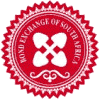 BOND EXCHANGE OF SOUTH AFRICA